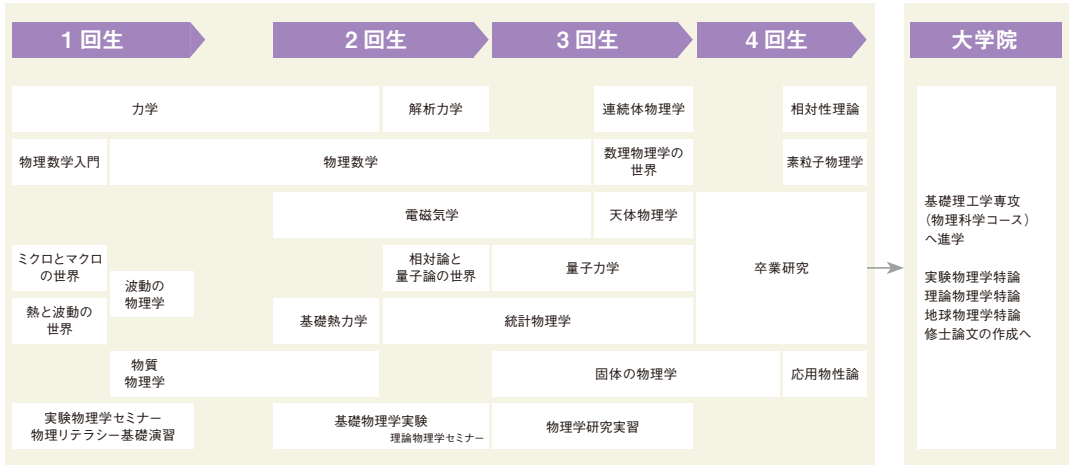 1回生
2回生
3回生
4回生
大学院
力学
解析力学
連続体物理学
相対性理論
物理数学入門
物理数学
数理物理学の
世界
素粒子物理学
電磁気学
天体物理学
卒業研究
ミクロとマクロ
の世界
波動の
物理学
相対論と
量子論の世界
量子力学
熱と波動の
世界
基礎熱力学
統計物理学
物質
物理学
固体の物理学
応用物性論
実験物理学セミナー
物理リテラシー基礎演習
基礎物理学実験
理論物理学セミナー
物理学研究実習
基礎理工学専攻
（物理科学コース）
へ進学
実験物理学特論
理論物理学特論
地球物理学特論
修士論文の作成へ